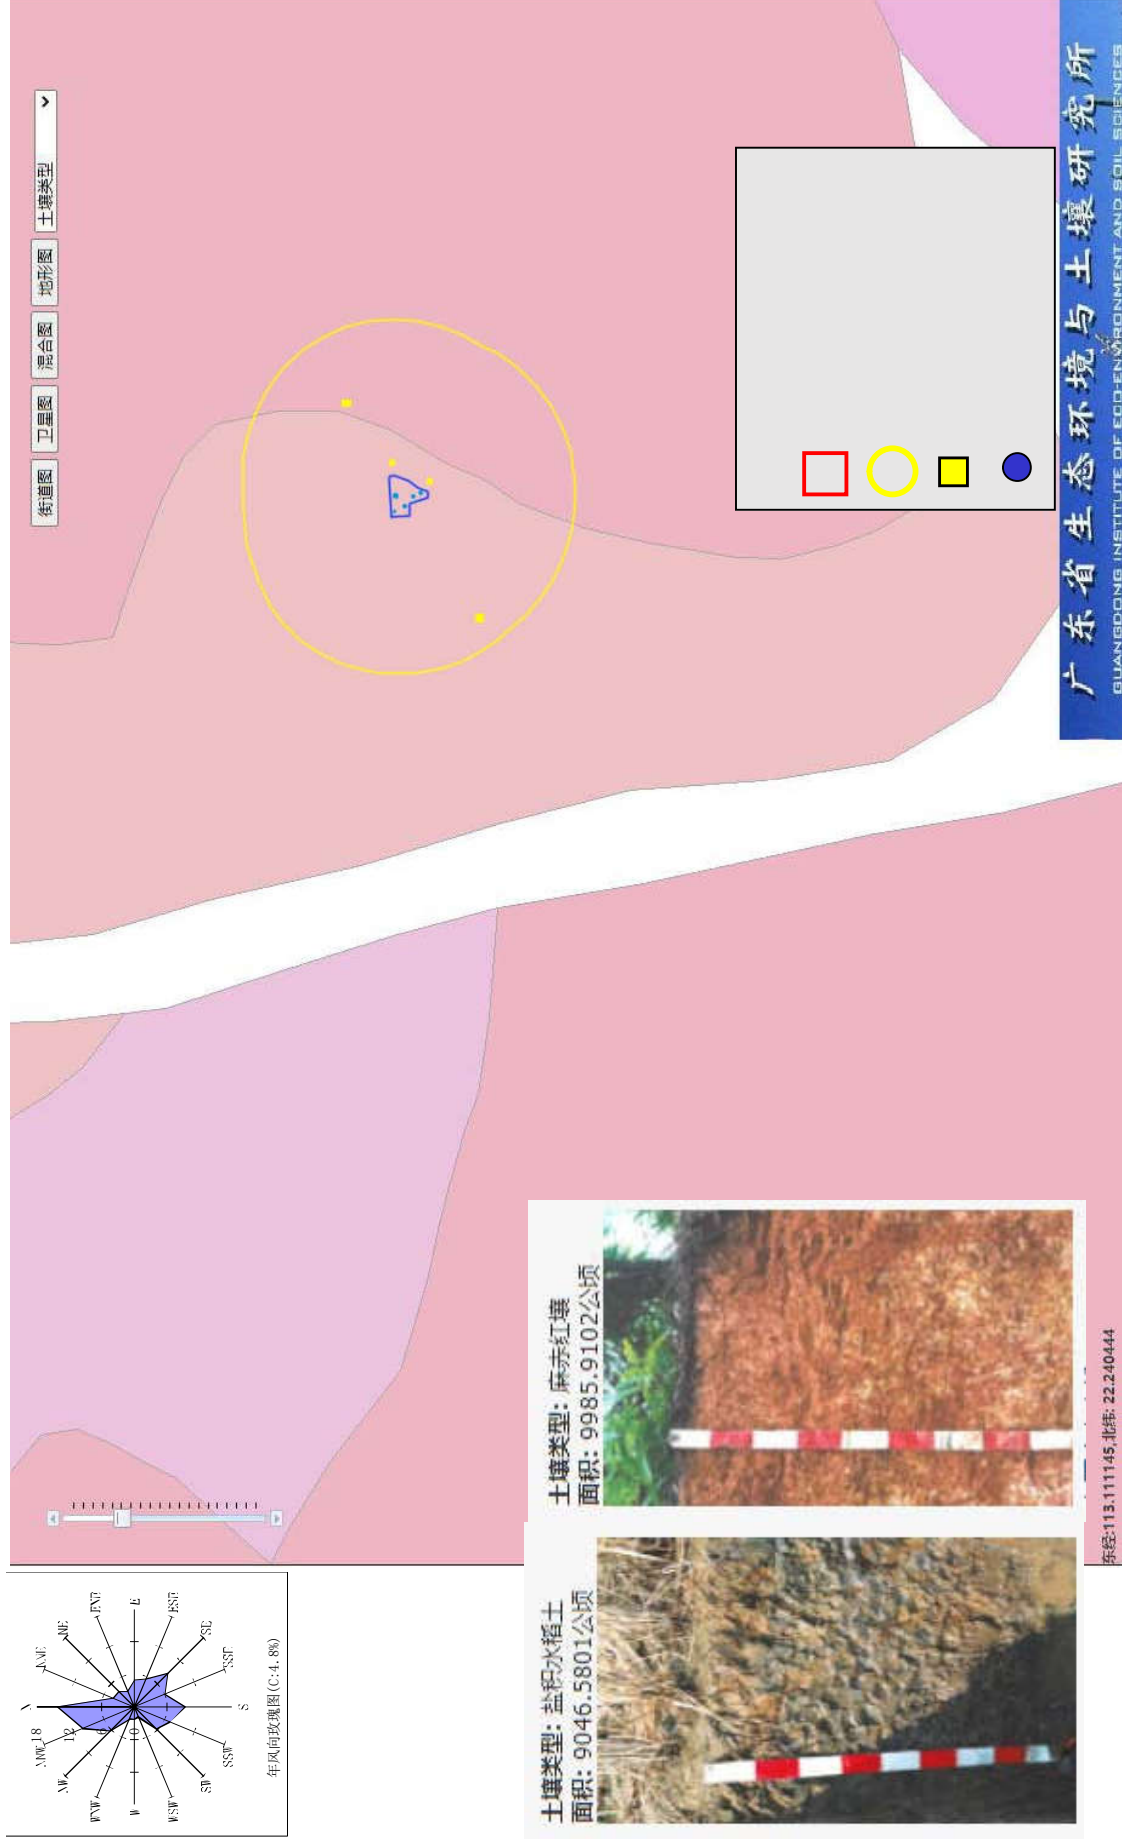 街道图
卫星图
混合图
地形图
土壤类型
广东省生态环境与土壤研究所
GUANGDONG INSTITUTE OF ECO-ENVIRONMENT AND SOIL SCIENCES
土壤类型: 麻赤红壤
面积: 9985.9102公顷
土壤类型: 盐积水稻土
面积: 9046.5801公顷
东经:113.111145,北纬: 22.240444
N
NNE
NE
ENE
E
ESE
SE
SSE
S
SSW
SW
WSW
W
WNW
NW
NNW
18
12
6
年风向玫瑰图(C:4.8%)